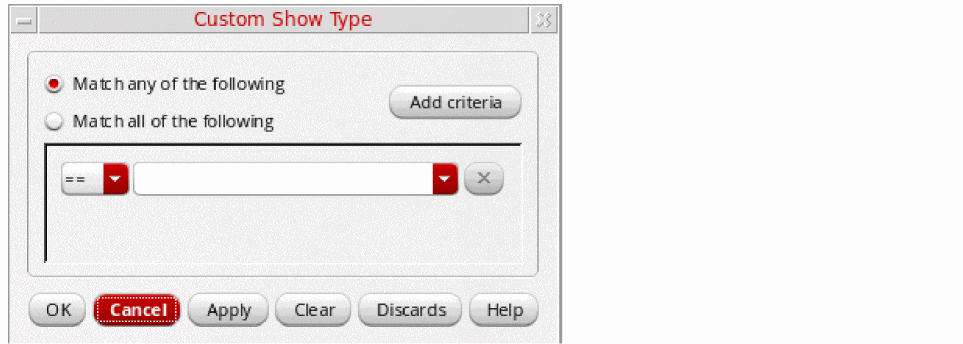 Custom Show Type
Match any of the following
Add criteria
Match all of the following
==
OK Cancel Apply Clear Discards Help